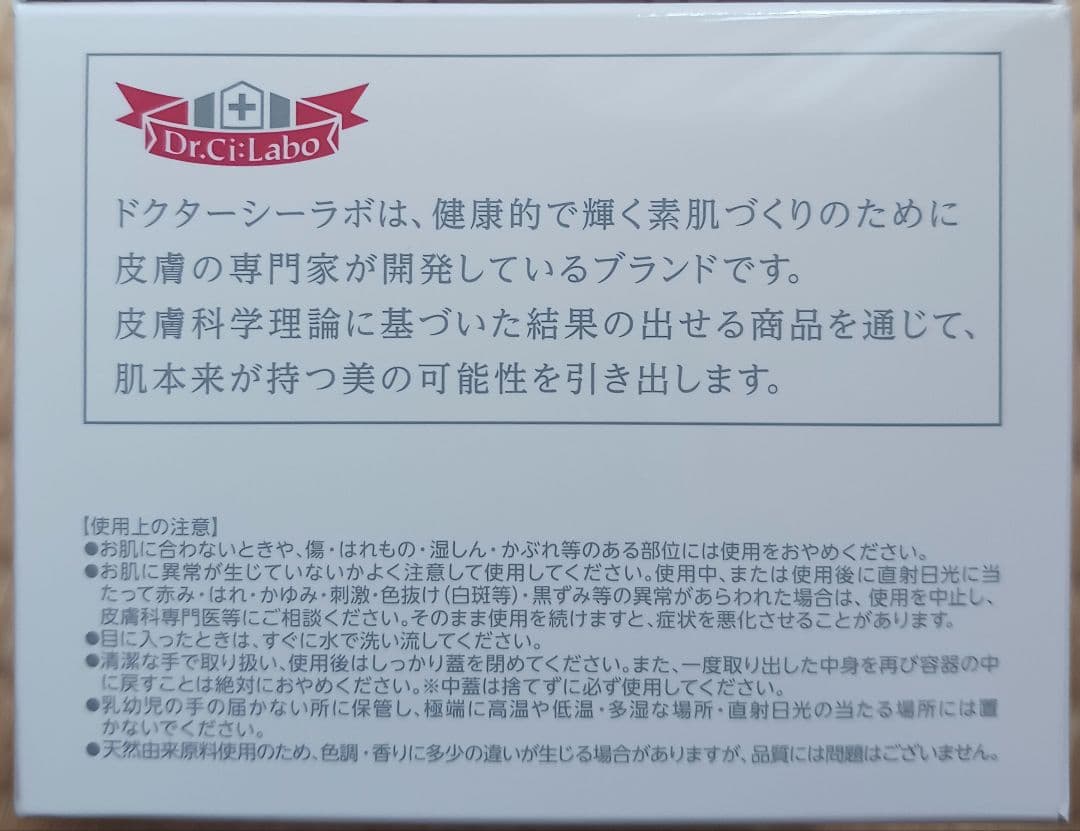 Dr.Ci:Labo
ドクターシーラボは、健康的で輝く素肌づくりのために
皮膚の専門家が開発しているブランドです。
皮膚科学理論に基づいた結果の出せる商品を通じて、
肌本来が持つ美の可能性を引き出します。
【使用上の注意】
●お肌に合わないときや、傷・はれもの・湿しん・かぶれ等のある部位には使用をおやめください。
●お肌に異常が生じていないかよく注意して使用してください。使用中、または使用後に直射日光に当
たって赤み・はれ・かゆみ・刺激・色抜け(白斑等)・黒ずみ等の異常があらわれた場合は、使用を中止し、
皮膚科専門医等にご相談ください。そのまま使用を続けますと、症状を悪化させることがあります。
●目に入ったときは、すぐに水で洗い流してください。
●清潔な手で取り扱い、使用後はしっかり蓋を閉めてください。また、一度取り出した中身を再び容器の中
に戻すことは絶対におやめください。※中蓋は捨てずに必ず使用してください。
●乳幼児の手の届かない所に保管し、極端に高温や低温・多湿な場所・直射日光の当たる場所には置
かないでください。
●天然由来原料使用のため、色調・香りに多少の違いが生じる場合がありますが、品質には問題はございません。